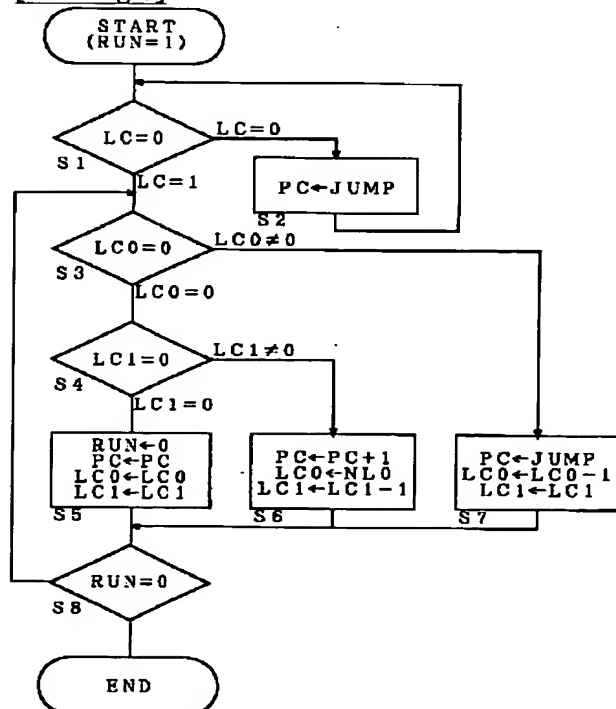 START
(RUN=1)
LC=0
LC=0
S1
LC=1
PC←JUMP
S2
LC0=0
LC0≠0
S3
LC0=0
LC1=0
LC1≠0
S4
LC1=0
RUN←0
PC←PC
LC0←LC0
LC1←LC1
S5
PC←PC+1
LC0←NL0
LC1←LC1-1
S6
PC←JUMP
LC0←LC0-1
LC1←LC1
S7
RUN=0
S8
END